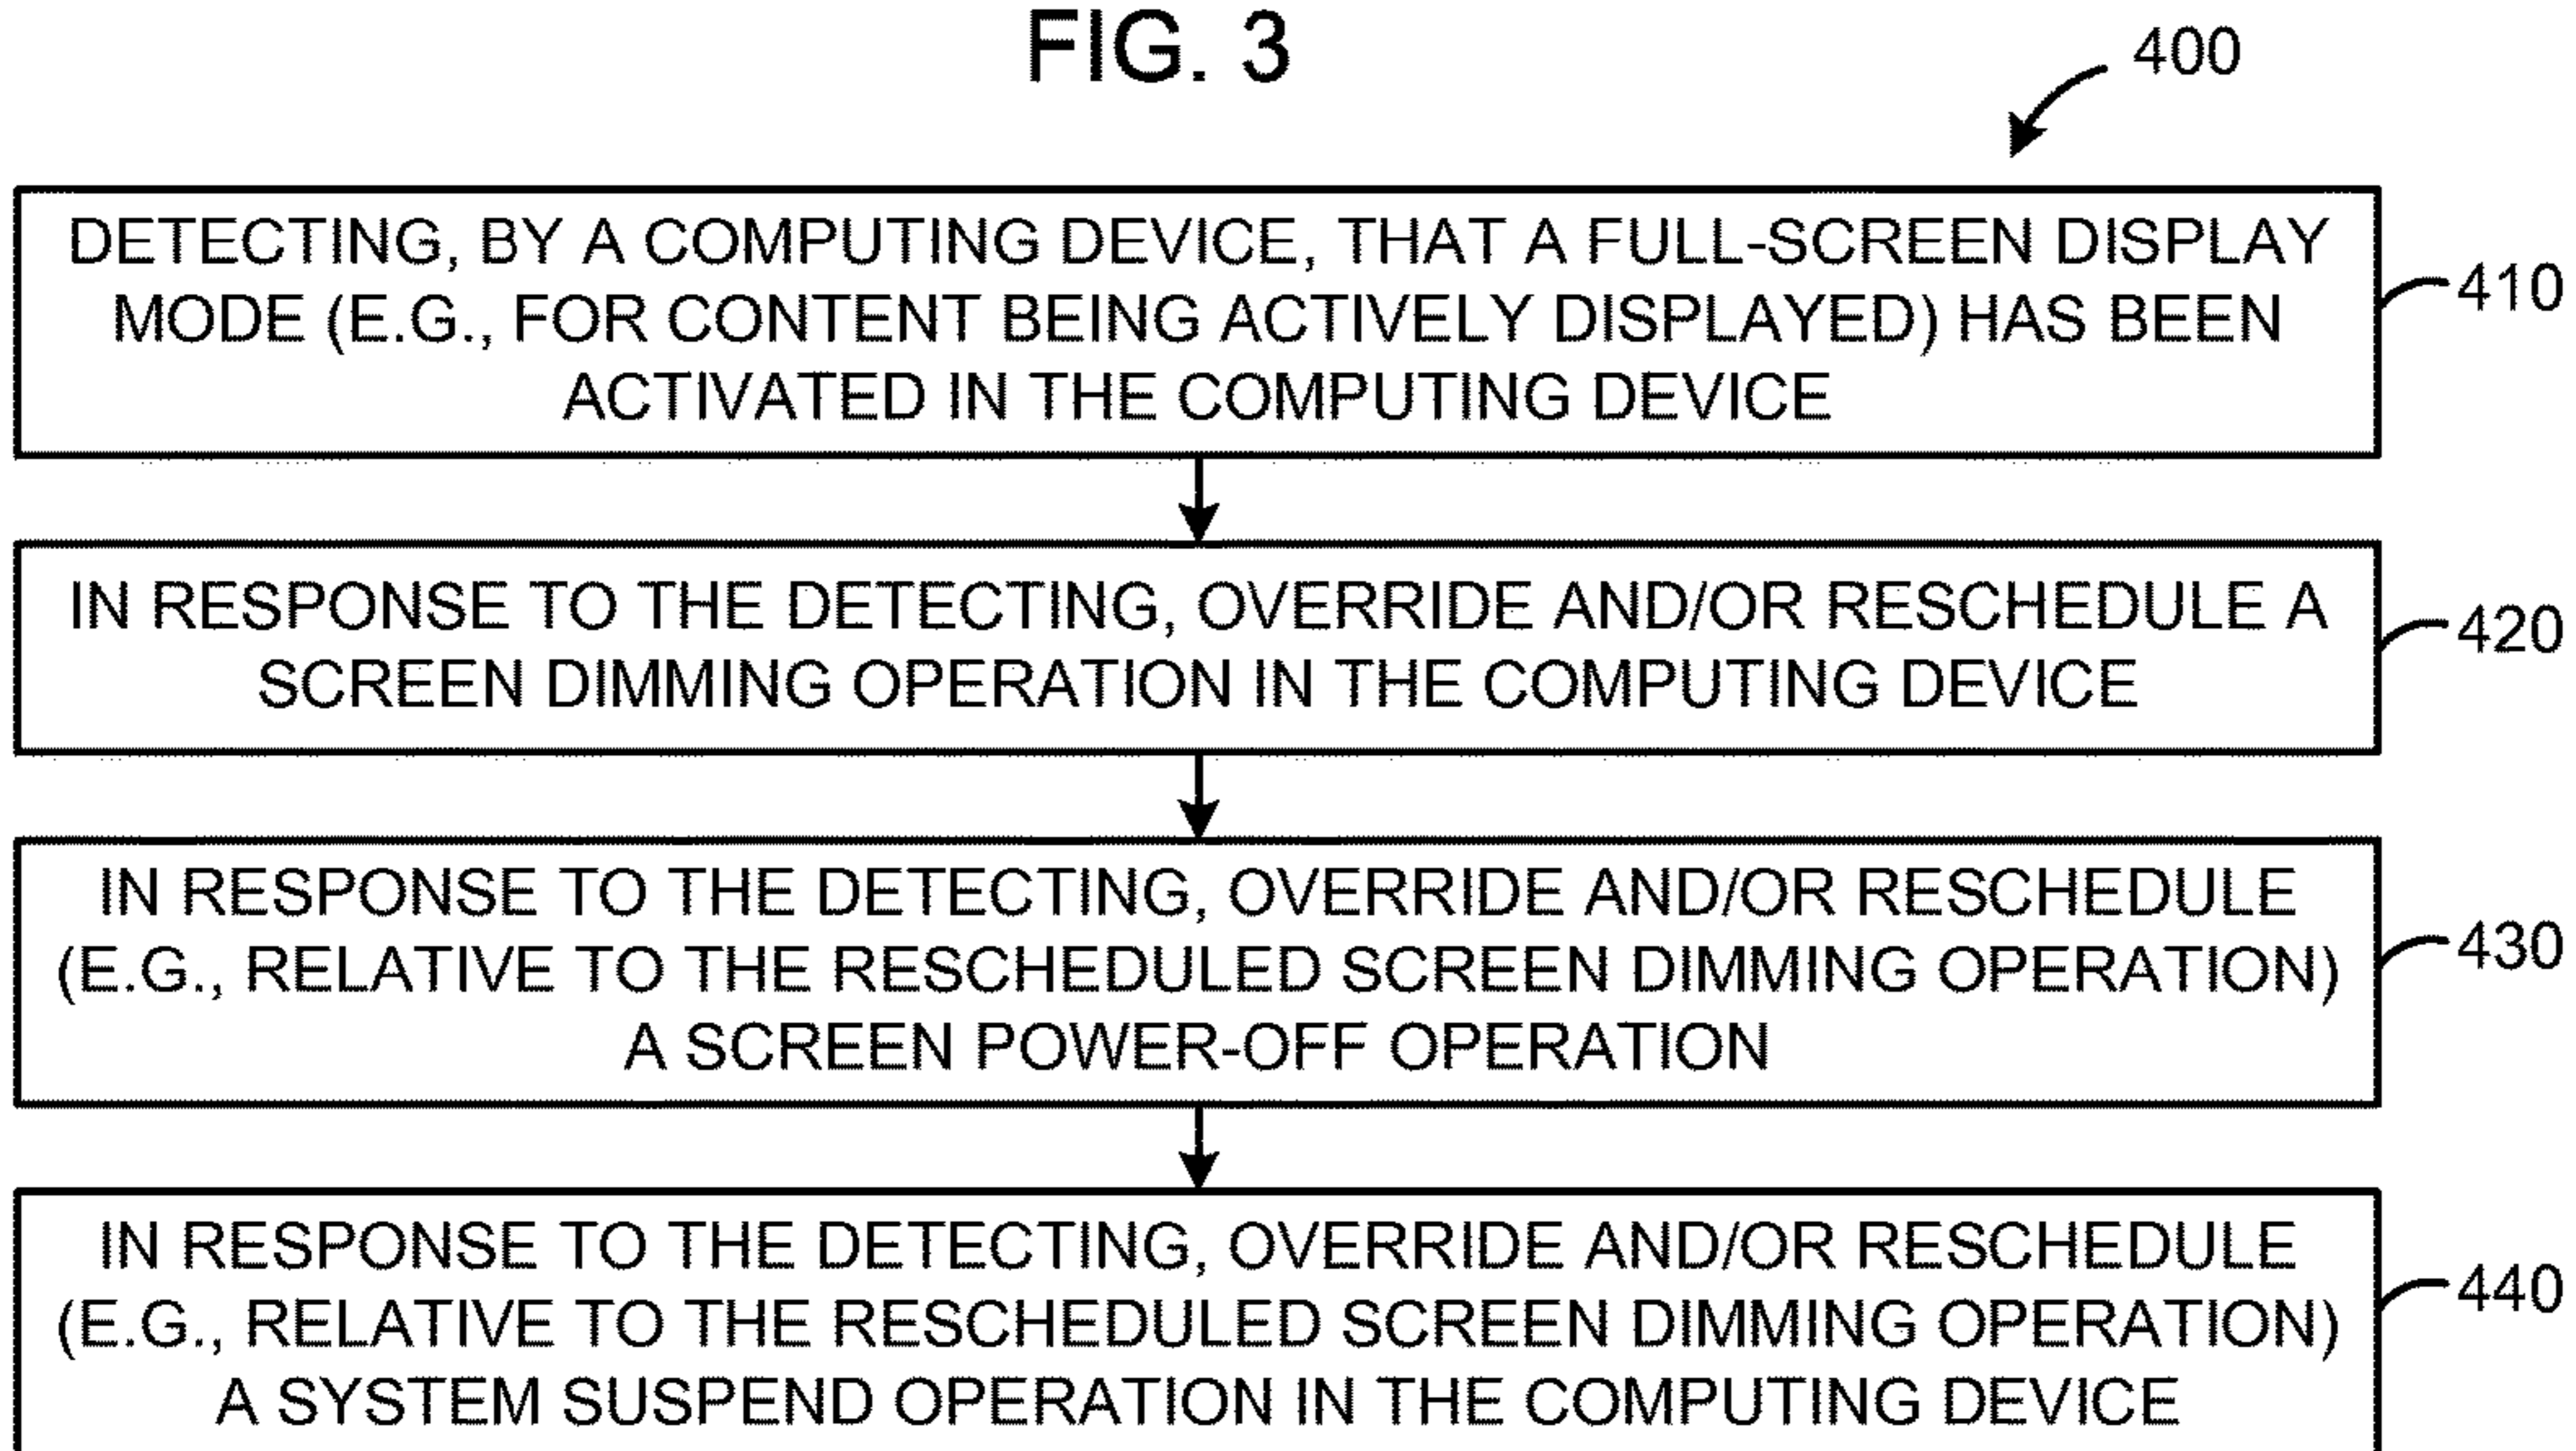 FIG. 3
400
DETECTING, BY A COMPUTING DEVICE, THAT A FULL-SCREEN DISPLAY
MODE (E.G., FOR CONTENT BEING ACTIVELY DISPLAYED) HAS BEEN
ACTIVATED IN THE COMPUTING DEVICE
410
IN RESPONSE TO THE DETECTING, OVERRIDE AND/OR RESCHEDULE A
SCREEN DIMMING OPERATION IN THE COMPUTING DEVICE
420
IN RESPONSE TO THE DETECTING, OVERRIDE AND/OR RESCHEDULE
(E.G., RELATIVE TO THE RESCHEDULED SCREEN DIMMING OPERATION)
A SCREEN POWER-OFF OPERATION
430
IN RESPONSE TO THE DETECTING, OVERRIDE AND/OR RESCHEDULE
(E.G., RELATIVE TO THE RESCHEDULED SCREEN DIMMING OPERATION)
A SYSTEM SUSPEND OPERATION IN THE COMPUTING DEVICE
440